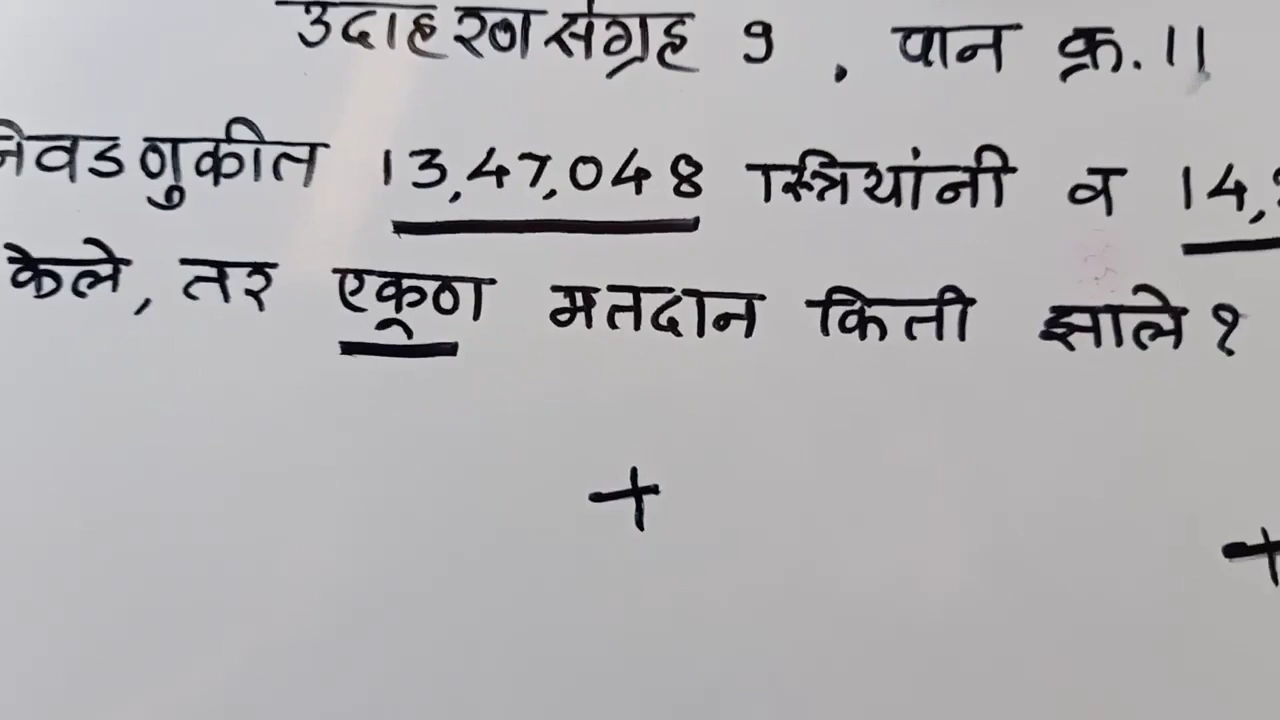 उदाहरणसंग्रह 9 , पान क्र. 11
नेवडणुकीत 13,47,048 स्त्रियांनी व 14,
केले, तर एकूण मतदान किती झाले?
+
+